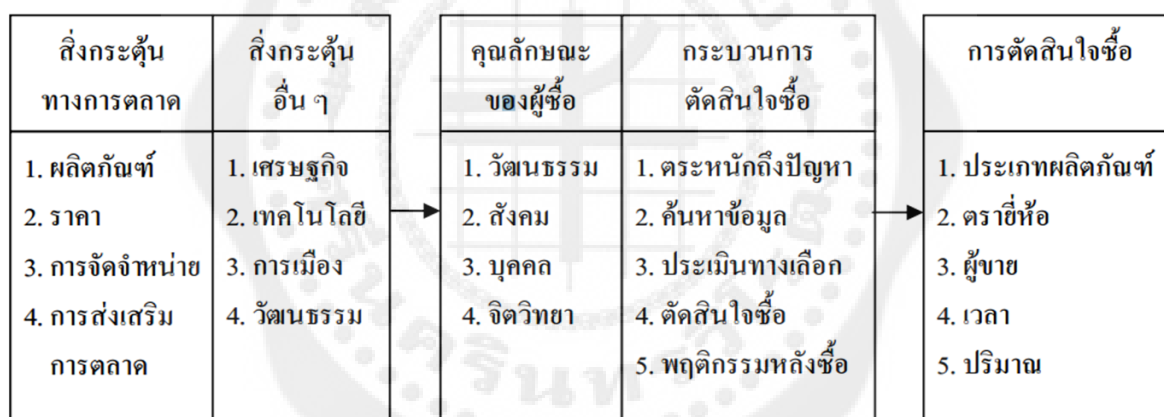 สิ่งกระตุ้น
ทางการตลาด
1. ผลิตภัณฑ์
2. ราคา
3. การจัดจำหน่าย
4. การส่งเสริม
การตลาด
สิ่งกระตุ้น
อื่น ๆ
1. เศรษฐกิจ
2. เทคโนโลยี
3. การเมือง
4. วัฒนธรรม
คุณลักษณะ
ของผู้ซื้อ
1. วัฒนธรรม
2. สังคม
3. บุคคล
4. จิตวิทยา
กระบวนการ
ตัดสินใจซื้อ
1. ตระหนักถึงปัญหา
2. ค้นหาข้อมูล
3. ประเมินทางเลือก
4. ตัดสินใจซื้อ
5. พฤติกรรมหลังซื้อ
การตัดสินใจซื้อ
1. ประเภทผลิตภัณฑ์
2. ตรายี่ห้อ
3. ผู้ขาย
4. เวลา
5. ปริมาณ